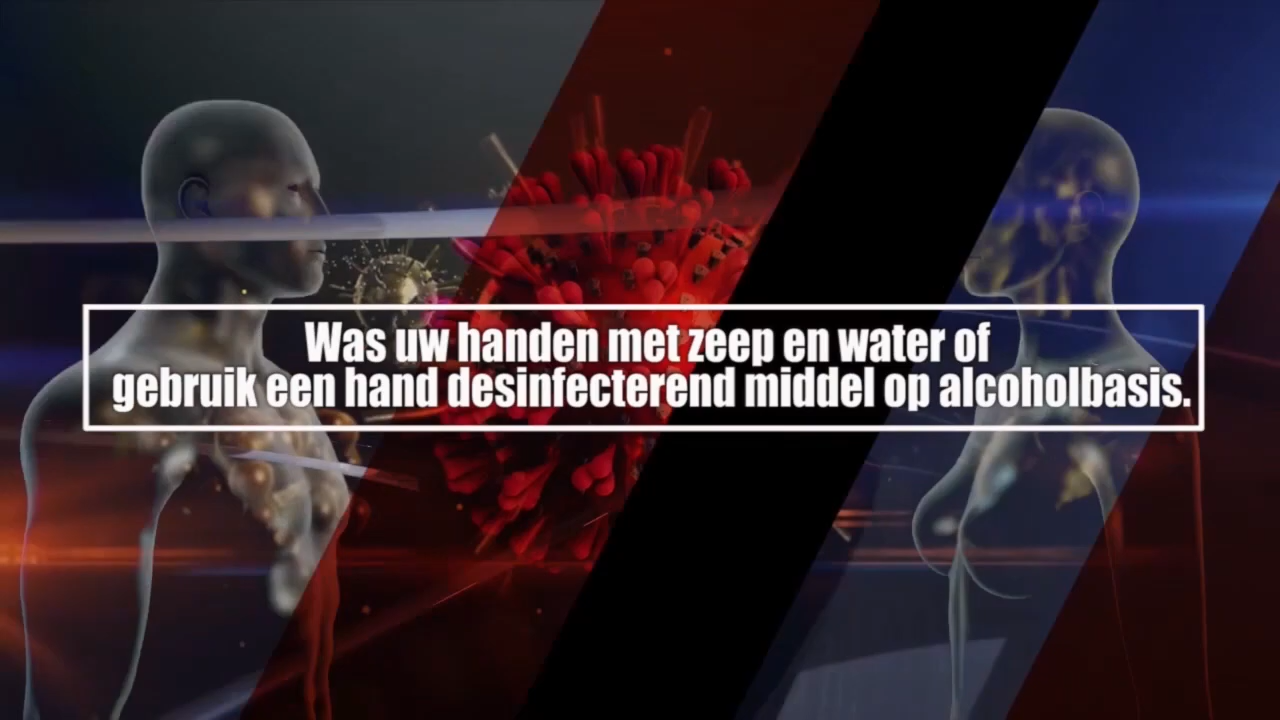 Was uw handen met zeep en water of
gebruik een hand desinfecterend middel op alcoholbasis.